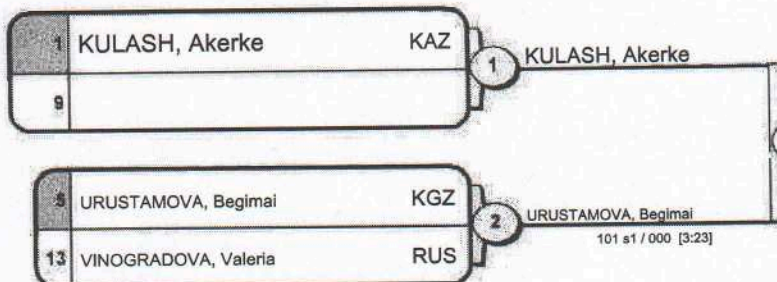 1 KULASH, Akerke KAZ
9
1 KULASH, Akerke
5 URUSTAMOVA, Begimai KGZ
13 VINOGRADOVA, Valeria RUS
2 URUSTAMOVA, Begimai
101 s1 / 000 [3:23]